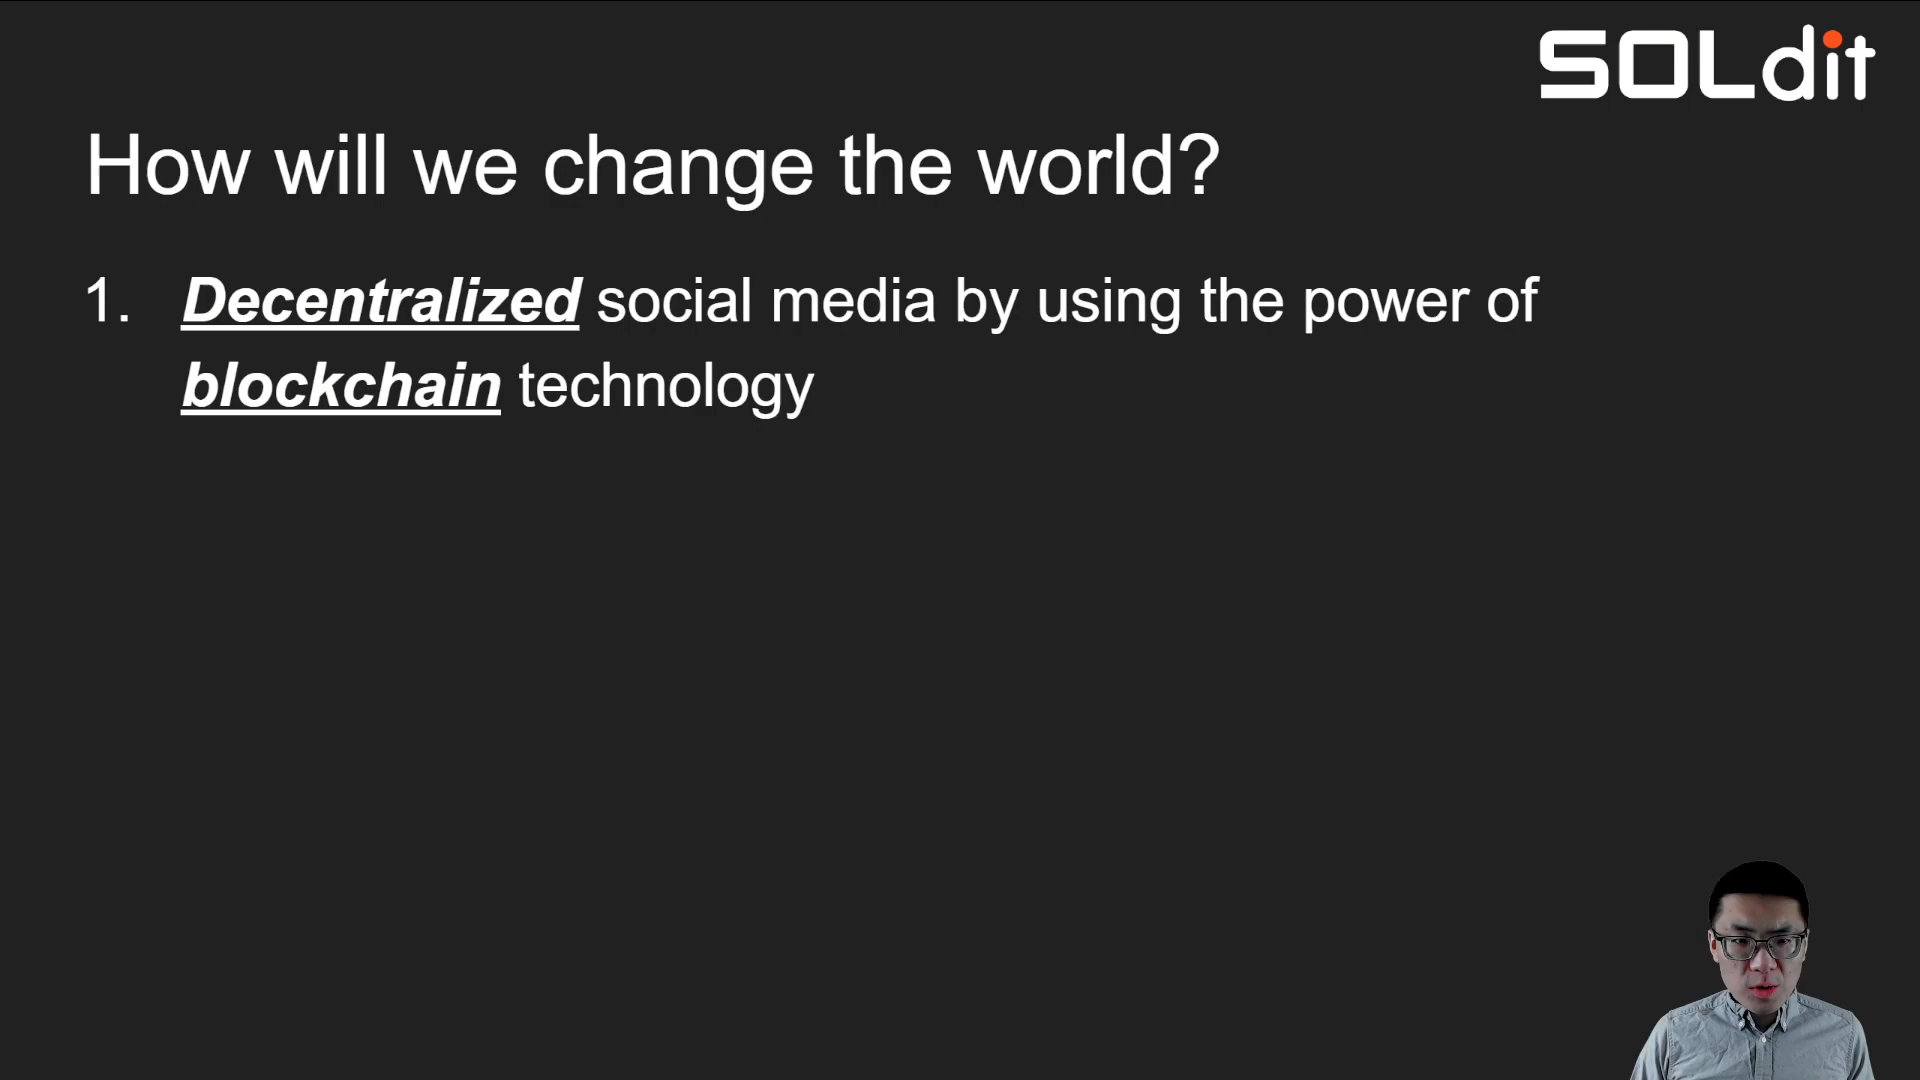 SOLdit
How will we change the world?
1. Decentralized social media by using the power of
blockchain technology